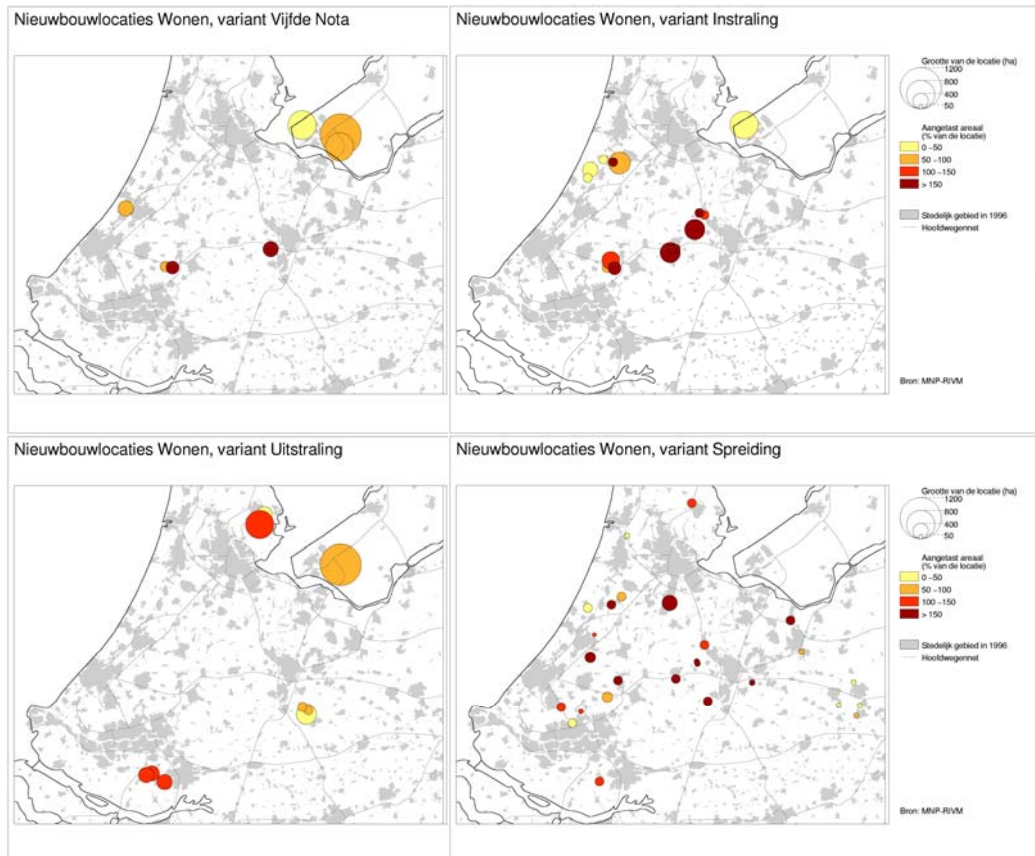 Nieuwbouwlocaties Wonen, variant Vijfde Nota
Nieuwbouwlocaties Wonen, variant Instraling
Grootte van de locatie (ha)
1200
800
400
50
Aangetast areaal
(% van de locatie)
0 –50
50 –100
100 –150
> 150
Stedelijk gebied in 1996
Hoofdwegennet
Bron: MNP-RIVM
Nieuwbouwlocaties Wonen, variant Uitstraling
Nieuwbouwlocaties Wonen, variant Spreiding
Grootte van de locatie (ha)
1200
800
400
50
Aangetast areaal
(% van de locatie)
0 –50
50 –100
100 –150
> 150
Stedelijk gebied in 1996
Hoofdwegennet
Bron: MNP-RIVM